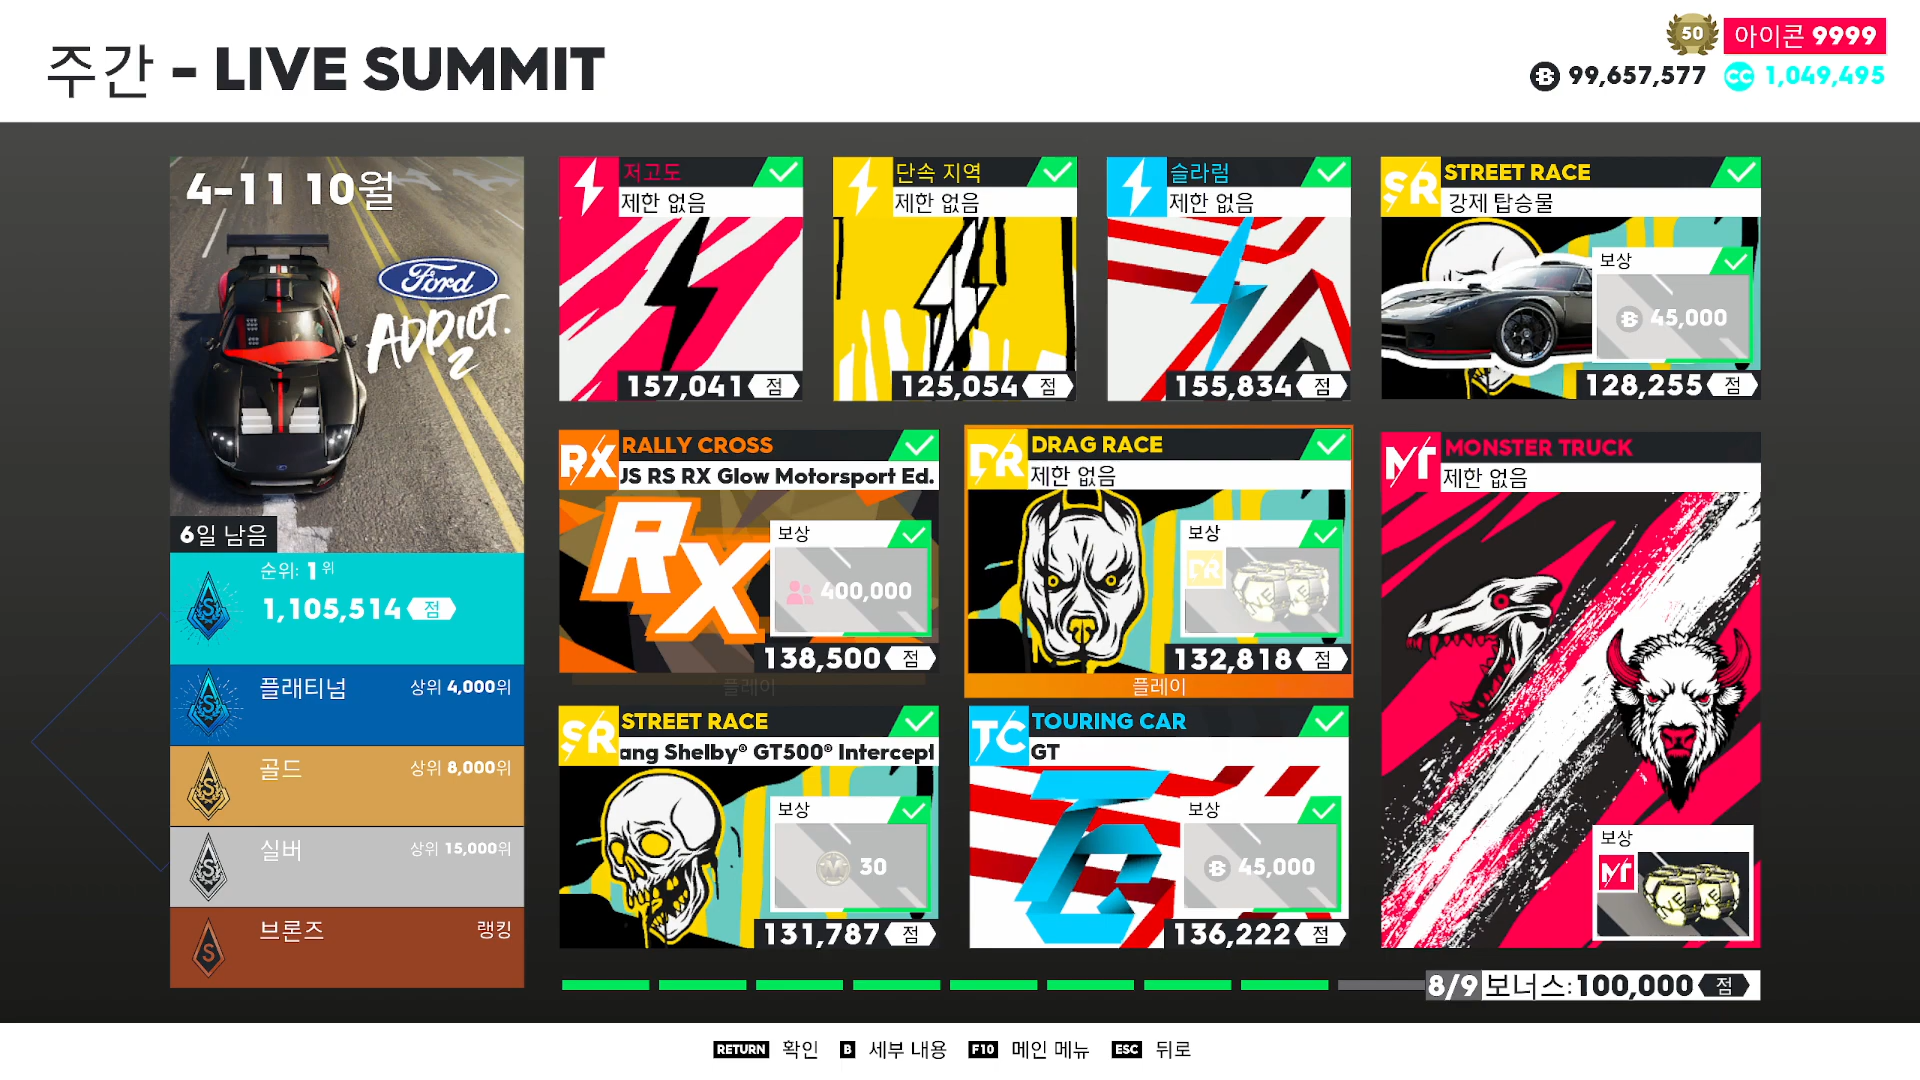 주간 - LIVE SUMMIT
50 아이콘 9999
99,657,577 CC 1,049,495
4-11 10월
Ford
ADDICT.
2
6일 남음
순위: 1위
1,105,514 점
플래티넘 상위 4,000위
골드 상위 8,000위
실버 상위 15,000위
브론즈 랭킹
저고도
제한 없음
157,041 점
단속 지역
제한 없음
125,054 점
슬라럼
제한 없음
155,834 점
SR STREET RACE
강제 탑승물
보상
45,000
128,255 점
RX RALLY CROSS
JS RS RX Glow Motorsport Ed.
RX
보상
400,000
138,500 점
플레이
DR DRAG RACE
제한 없음
보상
DR
132,818 점
플레이
MT MONSTER TRUCK
제한 없음
보상
MT
SR STREET RACE
ang Shelby® GT500® Intercept
보상
30
131,787 점
TC TOURING CAR
GT
TC
보상
45,000
136,222 점
8/9 보너스: 100,000 점
RETURN 확인 B 세부 내용 F10 메인 메뉴 ESC 뒤로